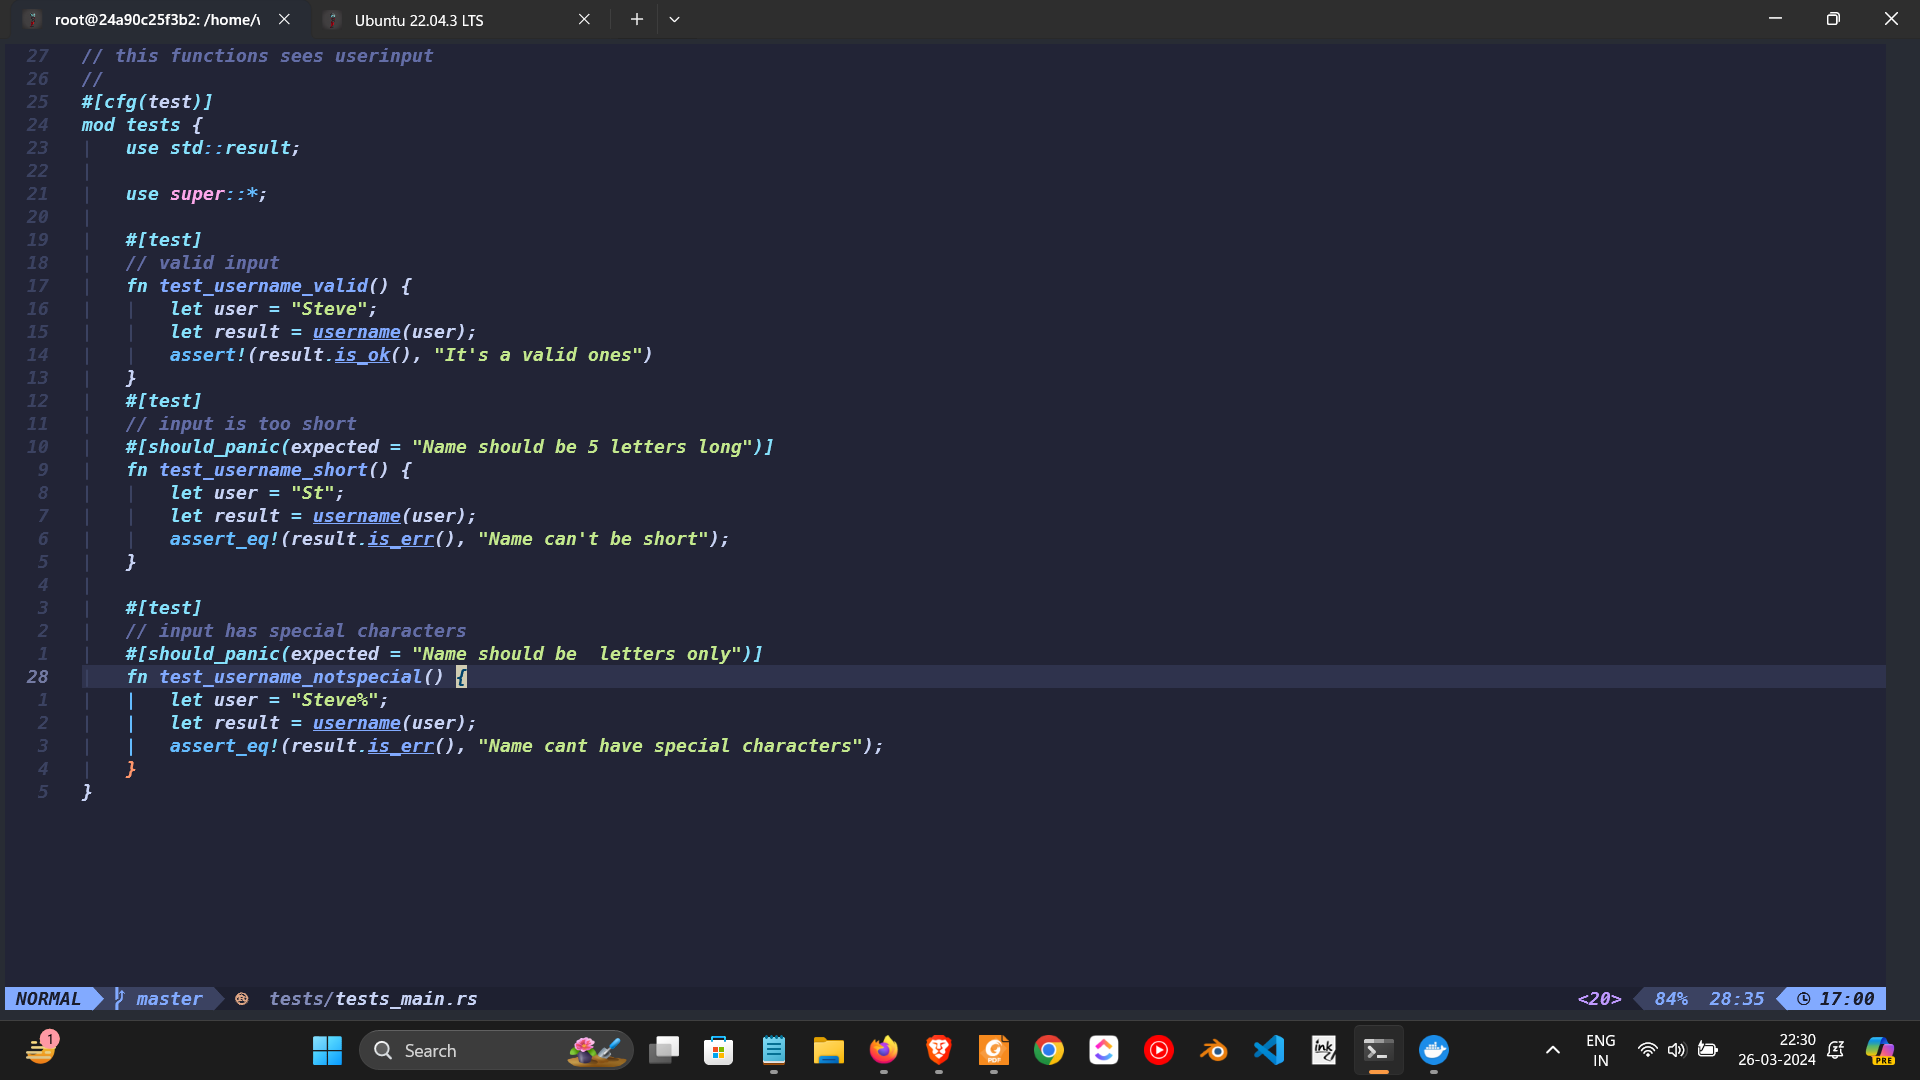 root@24a90c25f3b2: /home/v
Ubuntu 22.04.3 LTS
27 // this functions sees userinput
26 //
25 #[cfg(test)]
24 mod tests {
23 use std::result;
22
21 use super::*;
20
19 #[test]
18 // valid input
17 fn test_username_valid() {
16 let user = "Steve";
15 let result = username(user);
14 assert!(result.is_ok(), "It's a valid ones")
13 }
12 #[test]
11 // input is too short
10 #[should_panic(expected = "Name should be 5 letters long")]
9 fn test_username_short() {
8 let user = "St";
7 let result = username(user);
6 assert_eq!(result.is_err(), "Name can't be short");
5 }
4
3 #[test]
2 // input has special characters
1 #[should_panic(expected = "Name should be  letters only")]
28 fn test_username_notspecial() {
1 let user = "Steve%";
2 let result = username(user);
3 assert_eq!(result.is_err(), "Name cant have special characters");
4 }
5 }
NORMAL master tests/tests_main.rs <20> 84% 28:35 17:00
1
Search
PDF
ink
ENG
IN
22:30
26-03-2024
PRE